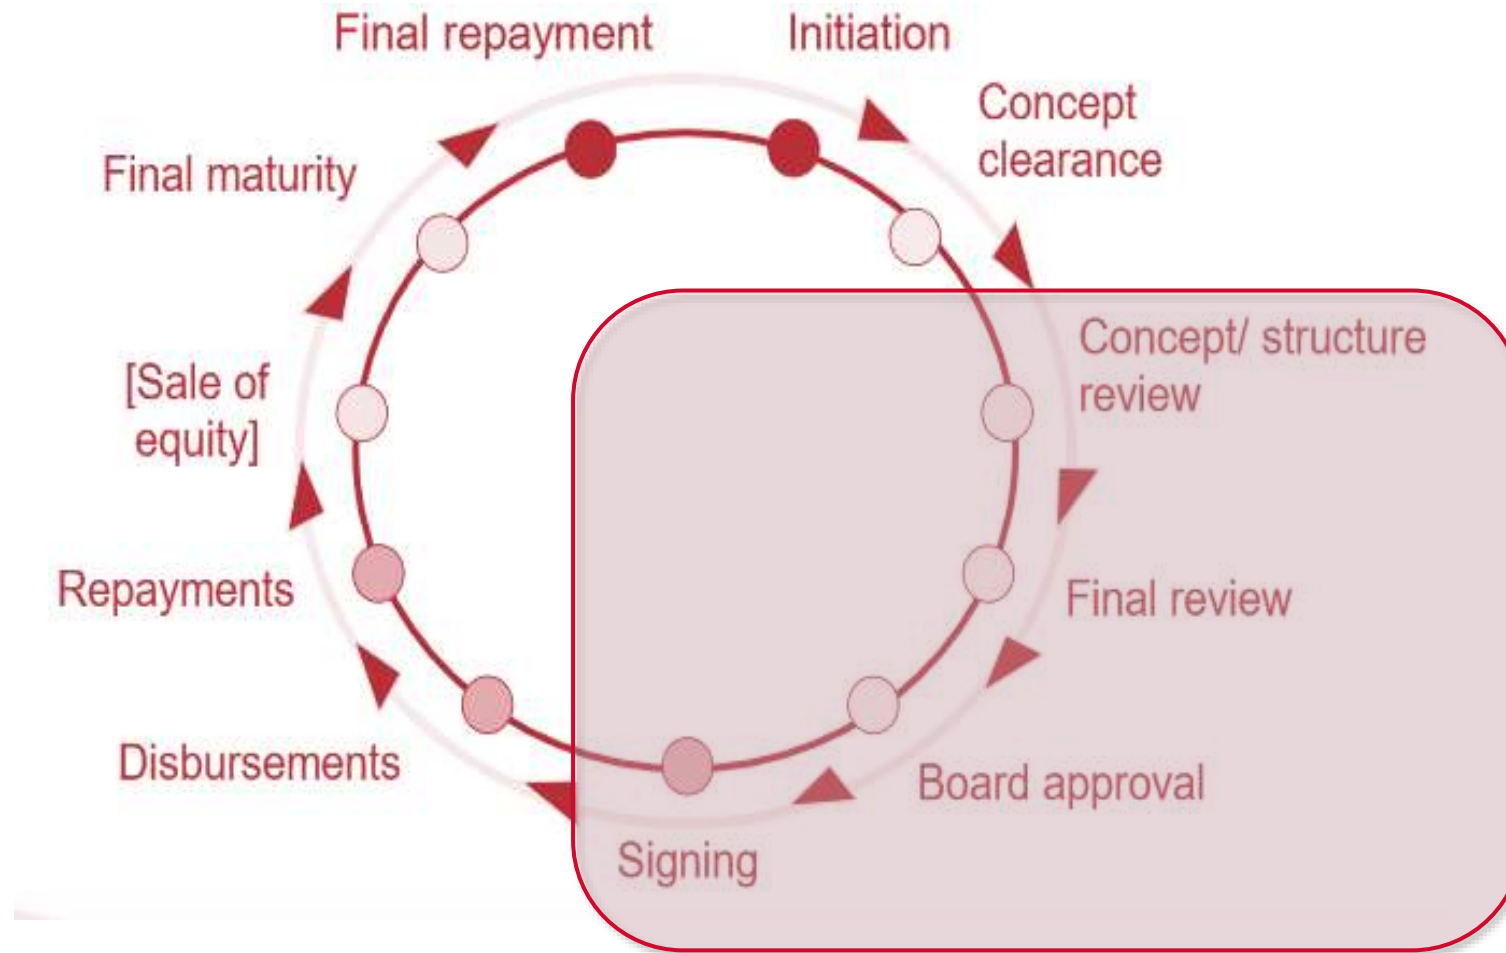 Final repayment
Initiation
Concept
clearance
Concept/ structure
review
Final review
Board approval
Signing
Disbursements
Repayments
[Sale of
equity]
Final maturity